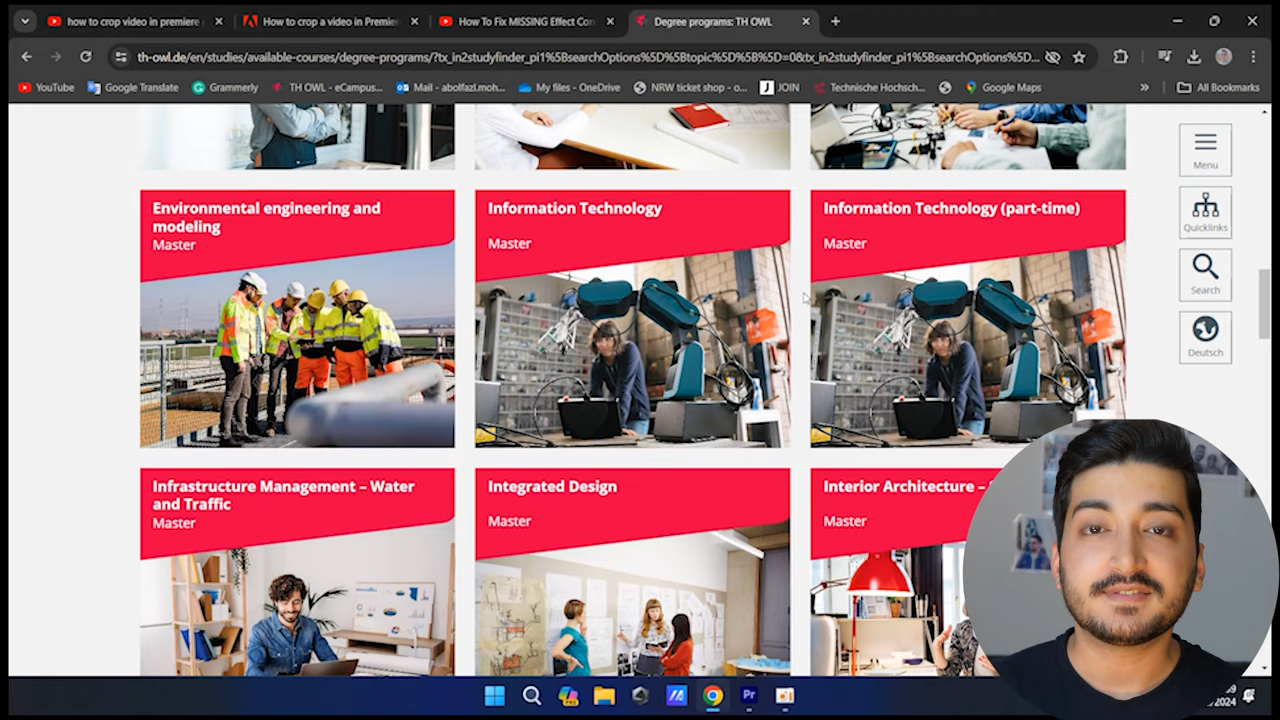 how to crop video in premiere
How to crop a video in Premie
How To Fix MISSING Effect Con
Degree programs: TH OWL
th-owl.de/en/studies/available-courses/degree-programs/?tx_in2studyfinder_pi1%5BsearchOptions%5D%5Btopic%5D%5B%5D=0&tx_in2studyfinder_pi1%5BsearchOptions%5D...
YouTube
Google Translate
Grammerly
TH OWL - eCampus...
Mail - abolfazl.moh...
My files - OneDrive
NRW ticket shop - o...
JOIN
Technische Hochsch...
Google Maps
»
All Bookmarks
Menu
Quicklinks
Search
Deutsch
Environmental engineering and
modeling
Master
Information Technology
Master
Information Technology (part-time)
Master
Infrastructure Management – Water
and Traffic
Master
Integrated Design
Master
Interior Architecture –
Master
Pr